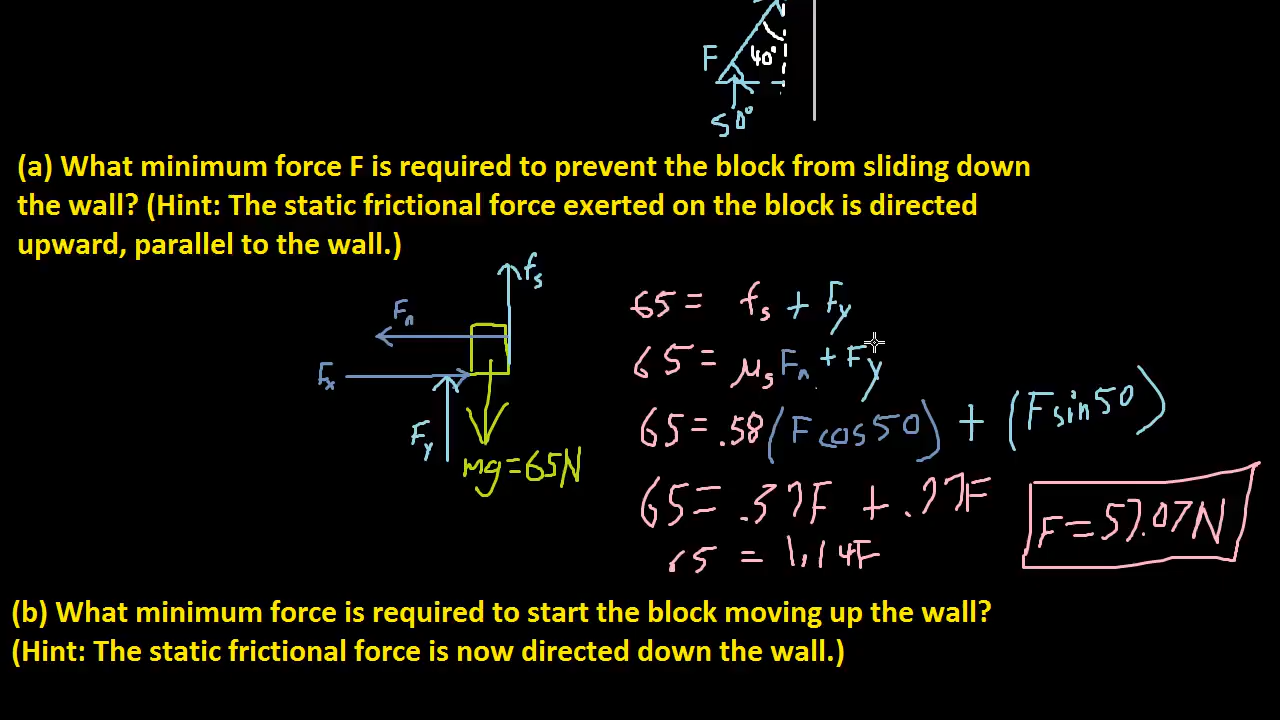 F
40°
50°
(a) What minimum force F is required to prevent the block from sliding down
the wall? (Hint: The static frictional force exerted on the block is directed
upward, parallel to the wall.)
fs
Fn
Fx
Fy
mg=65N
65= fs + Fy
65= μs Fn + Fy
65=.58(Fcos50) + (Fsin50)
65= .37F + .77F
65 = 1.14F
F=57.07N
(b) What minimum force is required to start the block moving up the wall?
(Hint: The static frictional force is now directed down the wall.)